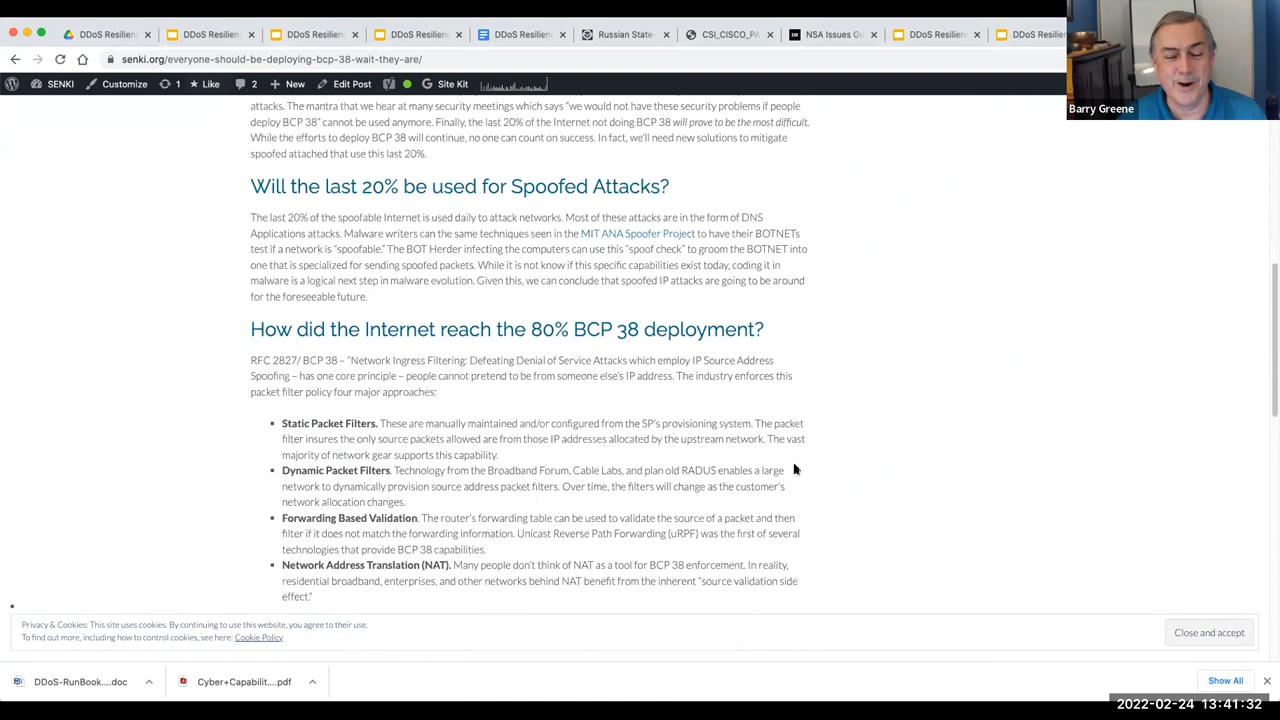 DDoS Resilien
DDoS Resilien
DDoS Resilien
DDoS Resilien
DDoS Resilien
Russian State-
CSI_CISCO_PA
NSA Issues Gu
DDoS Resilien
DDoS Resilien
senki.org/everyone-should-be-deploying-bcp-38-wait-they-are/
SENKI
Customize
1
Like
2
New
Edit Post
Site Kit
Barry Greene
attacks. The mantra that we hear at many security meetings which says “we would not have these security problems if people
deploy BCP 38” cannot be used anymore. Finally, the last 20% of the Internet not doing BCP 38 will prove to be the most difficult.
While the efforts to deploy BCP 38 will continue, no one can count on success. In fact, we’ll need new solutions to mitigate
spoofed attached that use this last 20%.
Will the last 20% be used for Spoofed Attacks?
The last 20% of the spoofable Internet is used daily to attack networks. Most of these attacks are in the form of DNS
Applications attacks. Malware writers can the same techniques seen in the MIT ANA Spoofer Project to have their BOTNETs
test if a network is “spoofable.” The BOT Herder infecting the computers can use this “spoof check” to groom the BOTNET into
one that is specialized for sending spoofed packets. While it is not know if this specific capabilities exist today, coding it in
malware is a logical next step in malware evolution. Given this, we can conclude that spoofed IP attacks are going to be around
for the foreseeable future.
How did the Internet reach the 80% BCP 38 deployment?
RFC 2827/ BCP 38 – “Network Ingress Filtering: Defeating Denial of Service Attacks which employ IP Source Address
Spoofing – has one core principle – people cannot pretend to be from someone else’s IP address. The industry enforces this
packet filter policy four major approaches:
• Static Packet Filters. These are manually maintained and/or configured from the SP’s provisioning system. The packet
filter insures the only source packets allowed are from those IP addresses allocated by the upstream network. The vast
majority of network gear supports this capability.
• Dynamic Packet Filters. Technology from the Broadband Forum, Cable Labs, and plan old RADUS enables a large
network to dynamically provision source address packet filters. Over time, the filters will change as the customer’s
network allocation changes.
• Forwarding Based Validation. The router’s forwarding table can be used to validate the source of a packet and then
filter if it does not match the forwarding information. Unicast Reverse Path Forwarding (uRPF) was the first of several
technologies that provide BCP 38 capabilities.
• Network Address Translation (NAT). Many people don’t think of NAT as a tool for BCP 38 enforcement. In reality,
residential broadband, enterprises, and other networks behind NAT benefit from the inherent “source validation side
effect.”
Privacy & Cookies: This site uses cookies. By continuing to use this website, you agree to their use.
To find out more, including how to control cookies, see here: Cookie Policy
Close and accept
DDoS-RunBook....doc
Cyber+Capabilit....pdf
Show All
2022-02-24 13:41:32